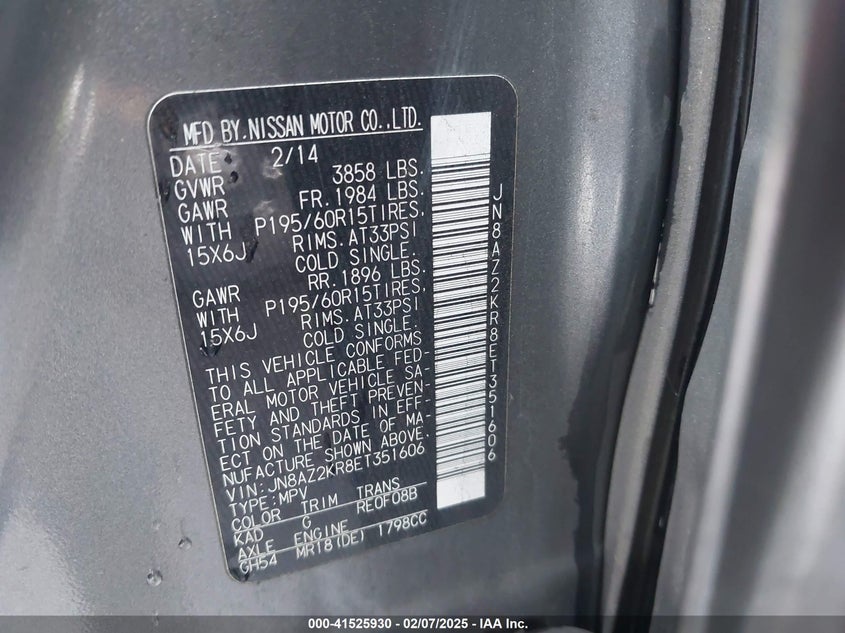 MFD BY.NISSAN MOTOR CO.,LTD.
DATE: 2/14
GVWR: 3858 LBS.
GAWR FR.1984 LBS.
WITH P195/60R15TIRES,
15X6J RIMS.AT33PSI
COLD SINGLE.
GAWR RR.1896 LBS.
WITH P195/60R15TIRES,
15X6J RIMS.AT33PSI
COLD SINGLE.
THIS VEHICLE CONFORMS
TO ALL APPLICABLE FED-
ERAL MOTOR VEHICLE SA-
FETY AND THEFT PREVEN-
TION STANDARDS IN EFF-
ECT ON THE DATE OF MA-
NUFACTURE SHOWN ABOVE.
VIN:JN8AZ2KR8ET351606
TYPE:MPV
COLOR TRIM TRANS
KAD G RE0F08B
AXLE ENGINE
GH54 MR18(DE) 1798CC
JN8AZ2KR8ET351606
000-41525930 - 02/07/2025 - IAA Inc.